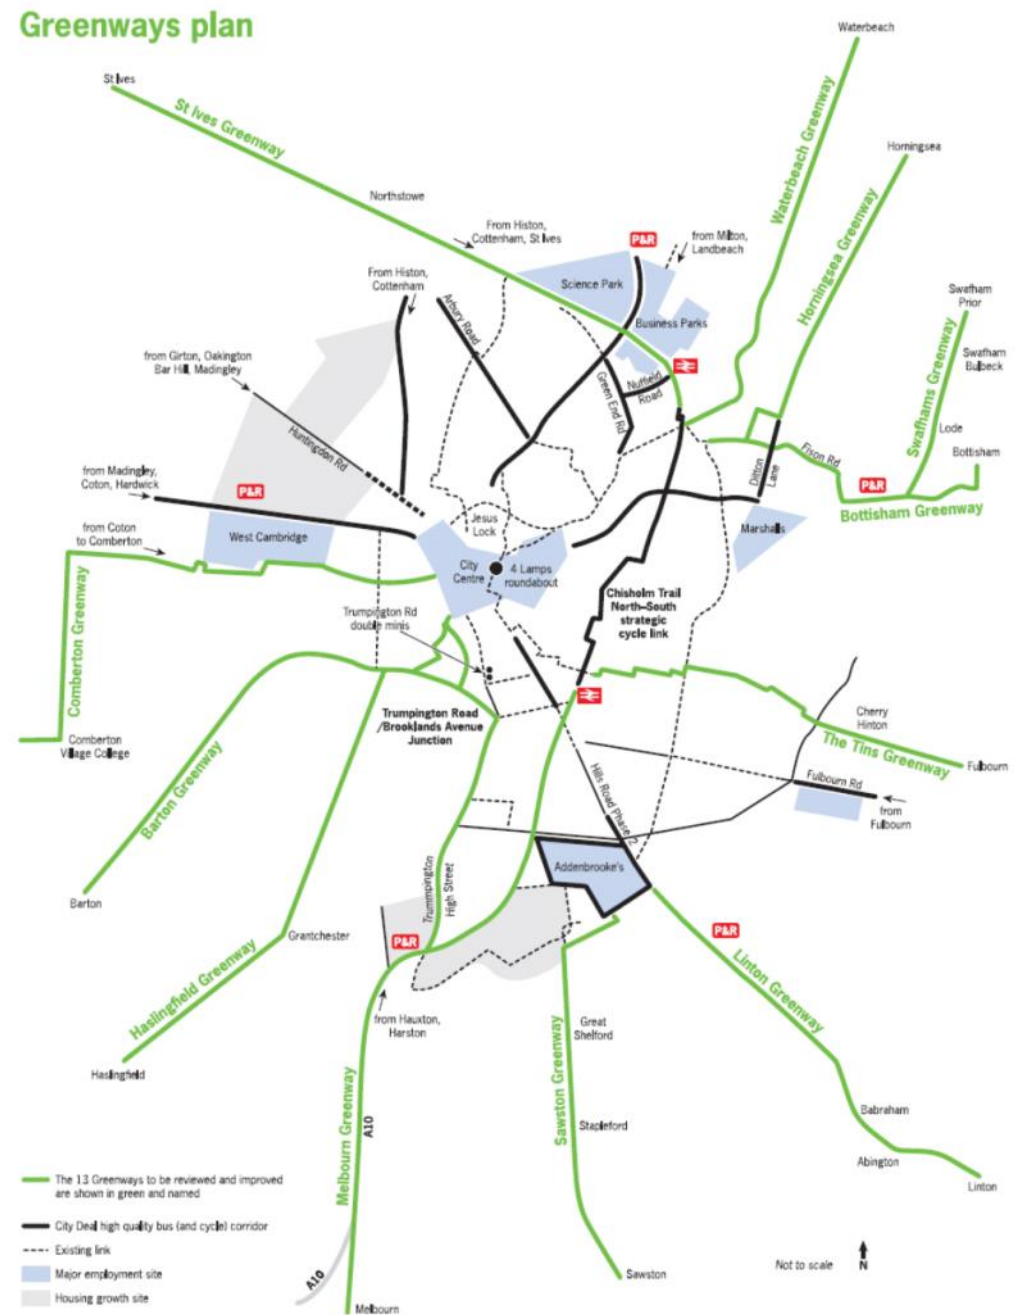 Greenways plan
Waterbeach
St Ives
St Ives Greenway
Waterbeach Greenway
Horningsea
Horningsea Greenway
Northstowe
From Histon,
Cottenham, St Ives
P&R
from Milton,
Landbeach
Science Park
Business Parks
From Histon,
Cottenham
Arbury Road
Swafham
Prior
Swafham
Bulbeck
Swafhams Greenway
from Girton, Oakington
Bar Hill, Madingley
Huntingdon Rd
Green End Rd
Nuffield
Road
Lode
Bottisham
Fison Rd
Ditton
Lane
P&R
Bottisham Greenway
from Madingley,
Coton, Hardwick
P&R
from Coton
to Comberton
West Cambridge
Jesus
Lock
Marshalls
City
Centre
4 Lamps
roundabout
Comberton Greenway
Trumpington Rd
double minis
Chisholm Trail
North–South
strategic
cycle link
Trumpington Road
/Brooklands Avenue
Junction
Comberton
Village College
Cherry
Hinton
The Tins Greenway
Fulbourn
Barton Greenway
Hills Road Phase 2
Fulbourn Rd
from
Fulbourn
Barton
Trummpington
High Street
Addenbrooke's
Grantchester
P&R
P&R
Haslingfield Greenway
Linton Greenway
from Hauxton,
Harston
Great
Shelford
Haslingfield
Sawston Greenway
Melbourn Greenway
A10
Stapleford
Babraham
Abington
Linton
The 13 Greenways to be reviewed and improved
are shown in green and named
City Deal high quality bus (and cycle) corridor
Existing link
Major employment site
Housing growth site
A10
Melbourn
Sawston
Not to scale
N